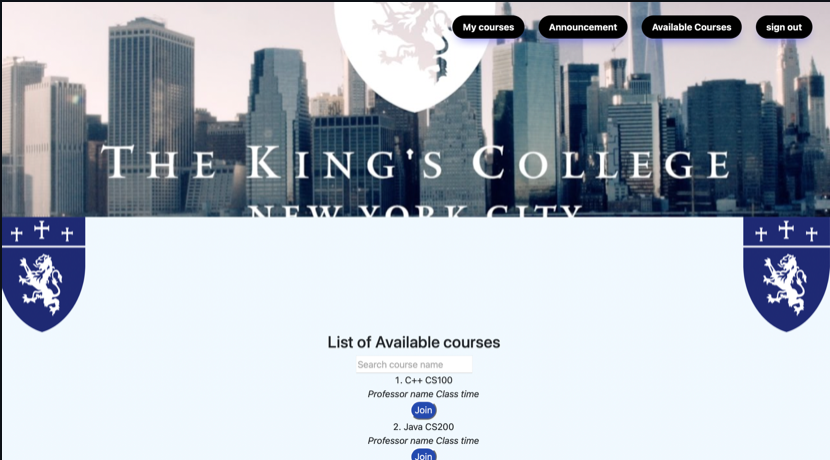 My courses Announcement Available Courses sign out
THE KING'S COLLEGE
NEW YORK CITY
List of Available courses
Search course name
1. C++ CS100
Professor name Class time
Join
2. Java CS200
Professor name Class time
Join